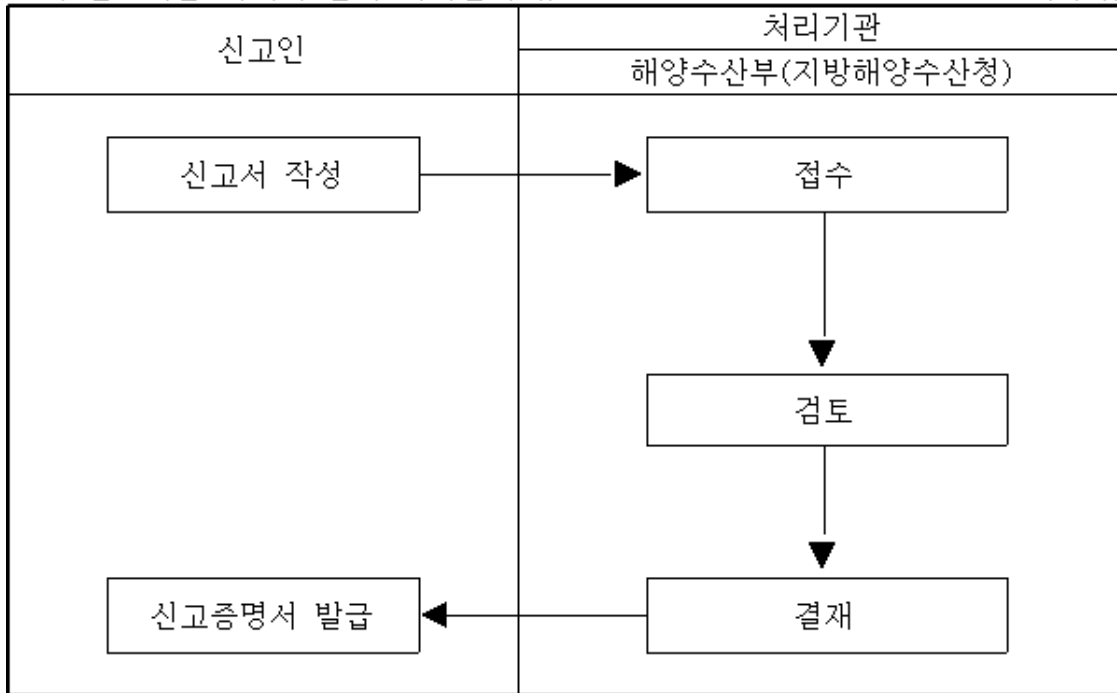 신고인
처리기관
해양수산부(지방해양수산청)
신고서 작성
접수
검토
신고증명서 발급
결재